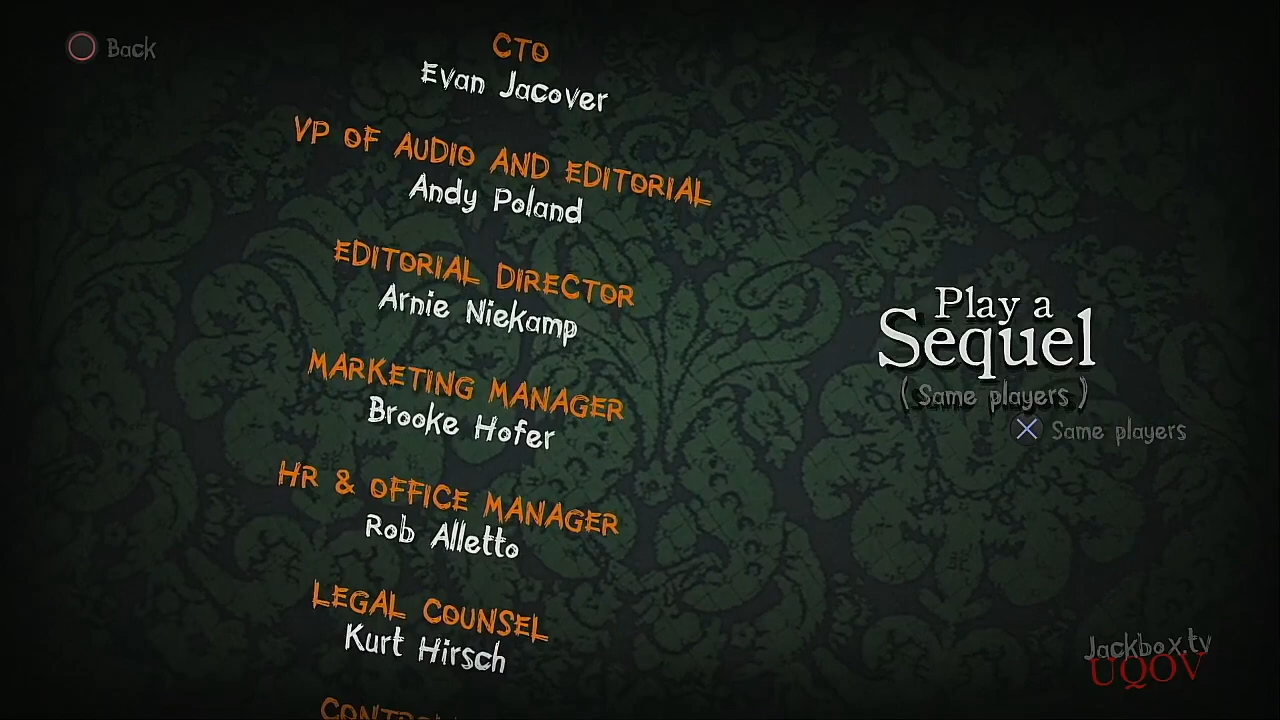 Back
CTO
Evan Jacover
VP OF AUDIO AND EDITORIAL
Andy Poland
EDITORIAL DIRECTOR
Arnie Niekamp
MARKETING MANAGER
Brooke Hofer
HR & OFFICE MANAGER
Rob Alletto
LEGAL COUNSEL
Kurt Hirsch
Play a
Sequel
(Same players)
Same players
Jackbox.tv
UQOV